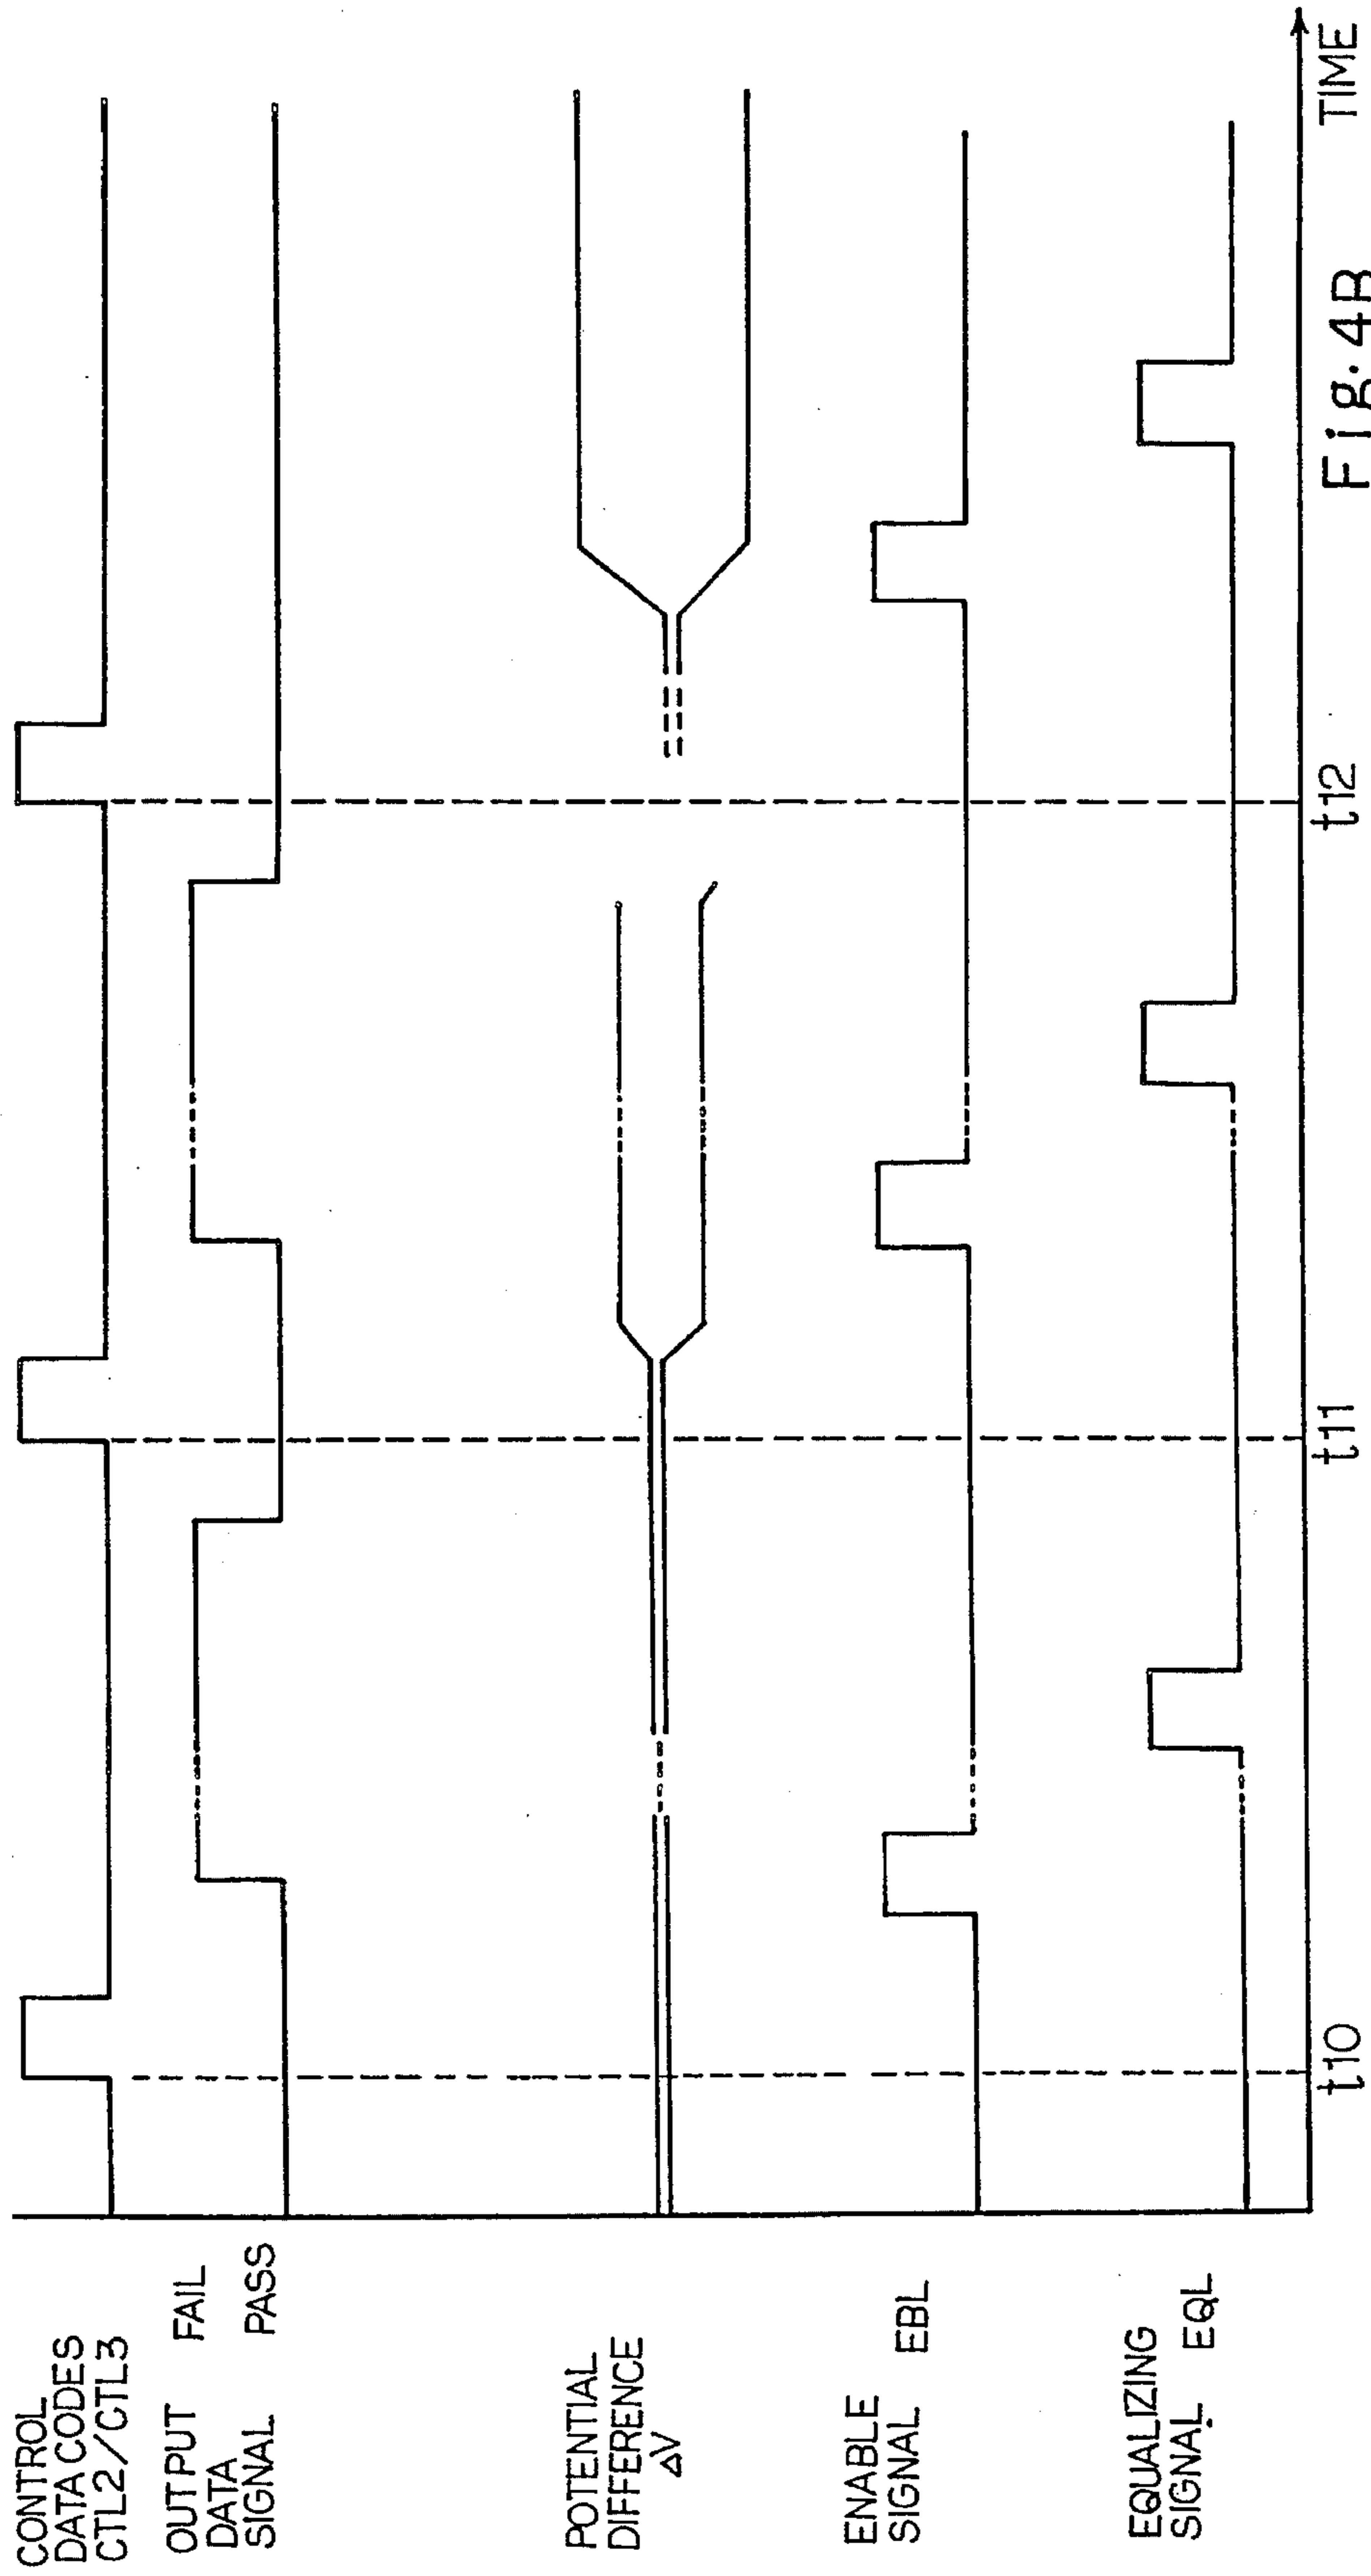 CONTROL
DATA CODES
CTL2/CTL3
OUTPUT FAIL
DATA
SIGNAL PASS
POTENTIAL
DIFFERENCE
ΔV
ENABLE
SIGNAL EBL
EQUALIZING
SIGNAL EQL
t10
t11
t12
TIME
Fig. 4B